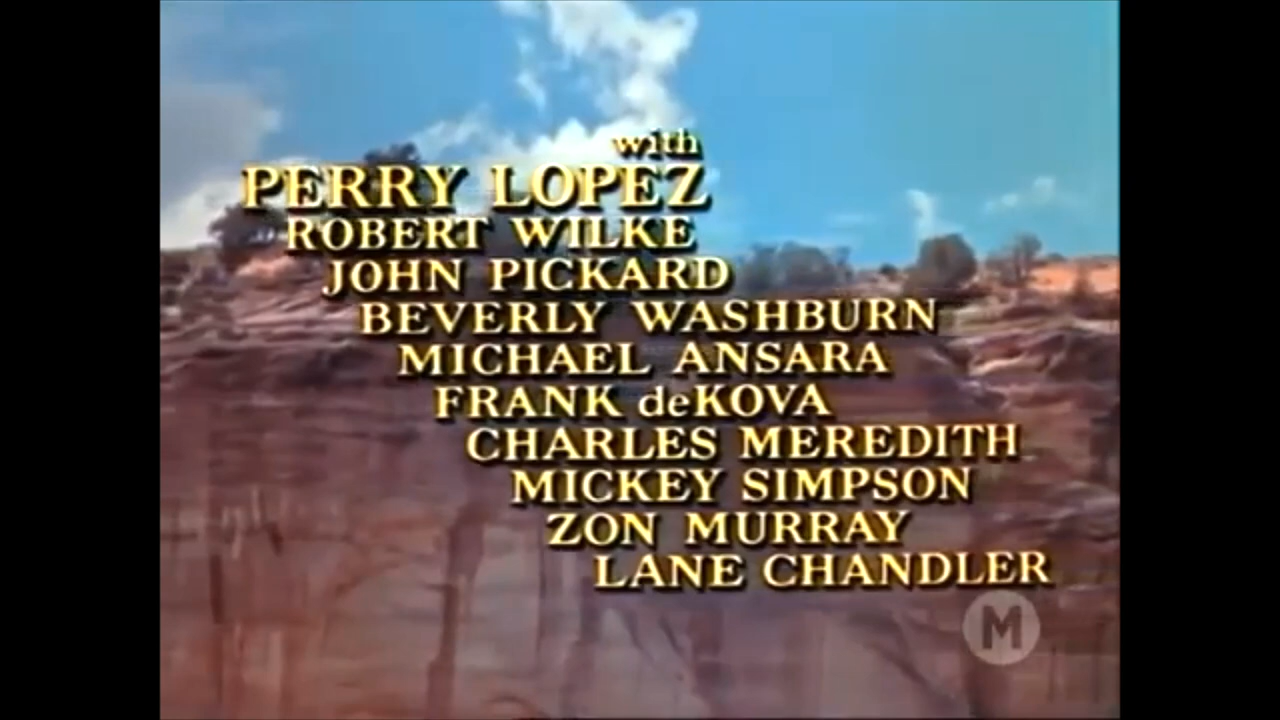 with
PERRY LOPEZ
ROBERT WILKE
JOHN PICKARD
BEVERLY WASHBURN
MICHAEL ANSARA
FRANK deKOVA
CHARLES MEREDITH
MICKEY SIMPSON
ZON MURRAY
LANE CHANDLER
M